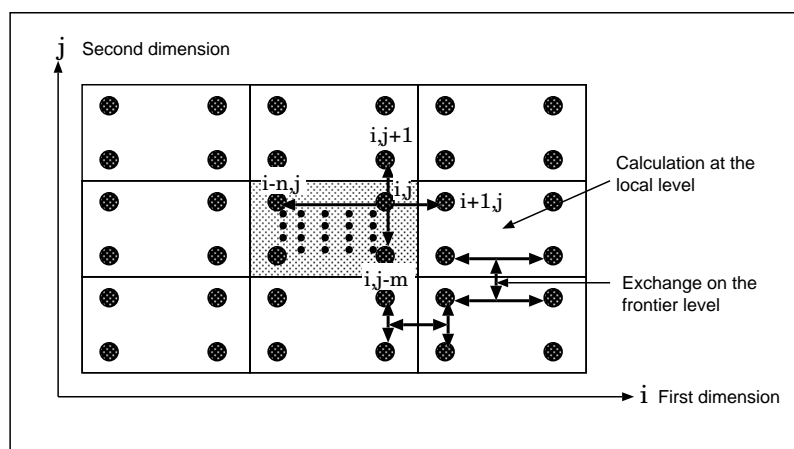 j Second dimension
i,j+1
Calculation at the
local level
i-n,j
i,j
i+1,j
i,j-m
Exchange on the
frontier level
i First dimension